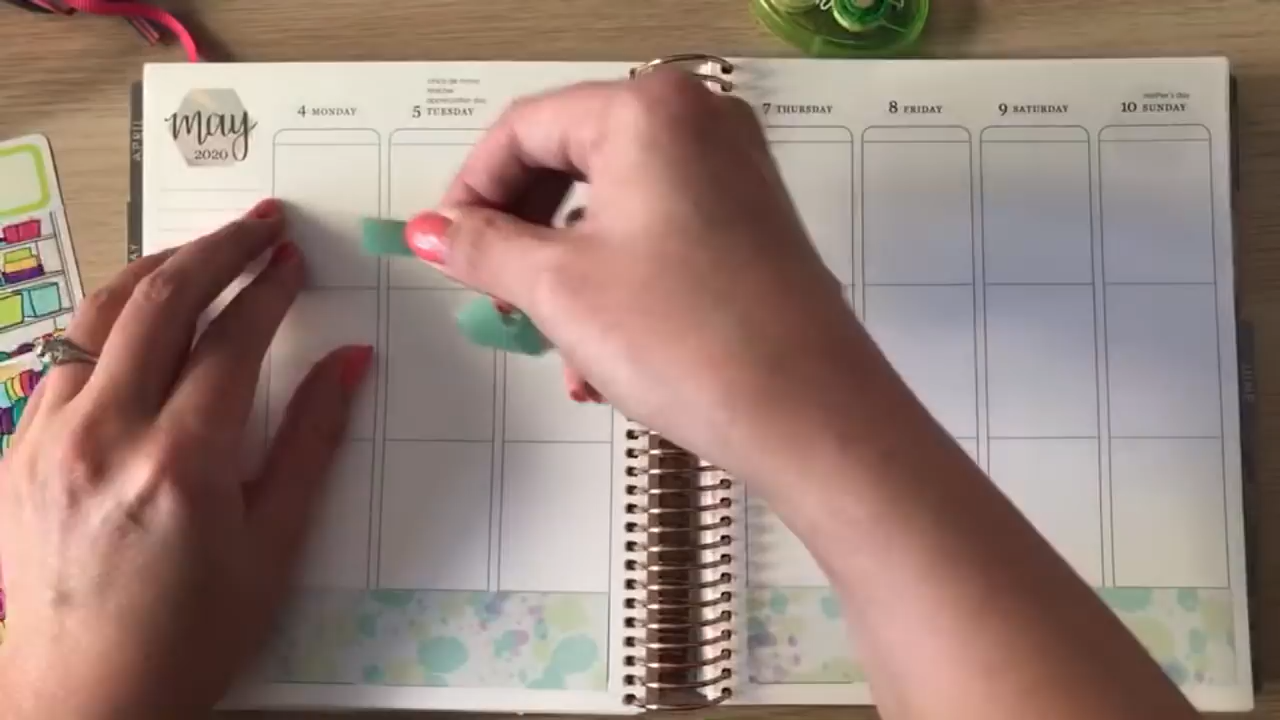 may
2020
4 MONDAY
cinco de mayo
teacher
appreciation day
5 TUESDAY
7 THURSDAY
8 FRIDAY
9 SATURDAY
mother's day
10 SUNDAY
APRIL